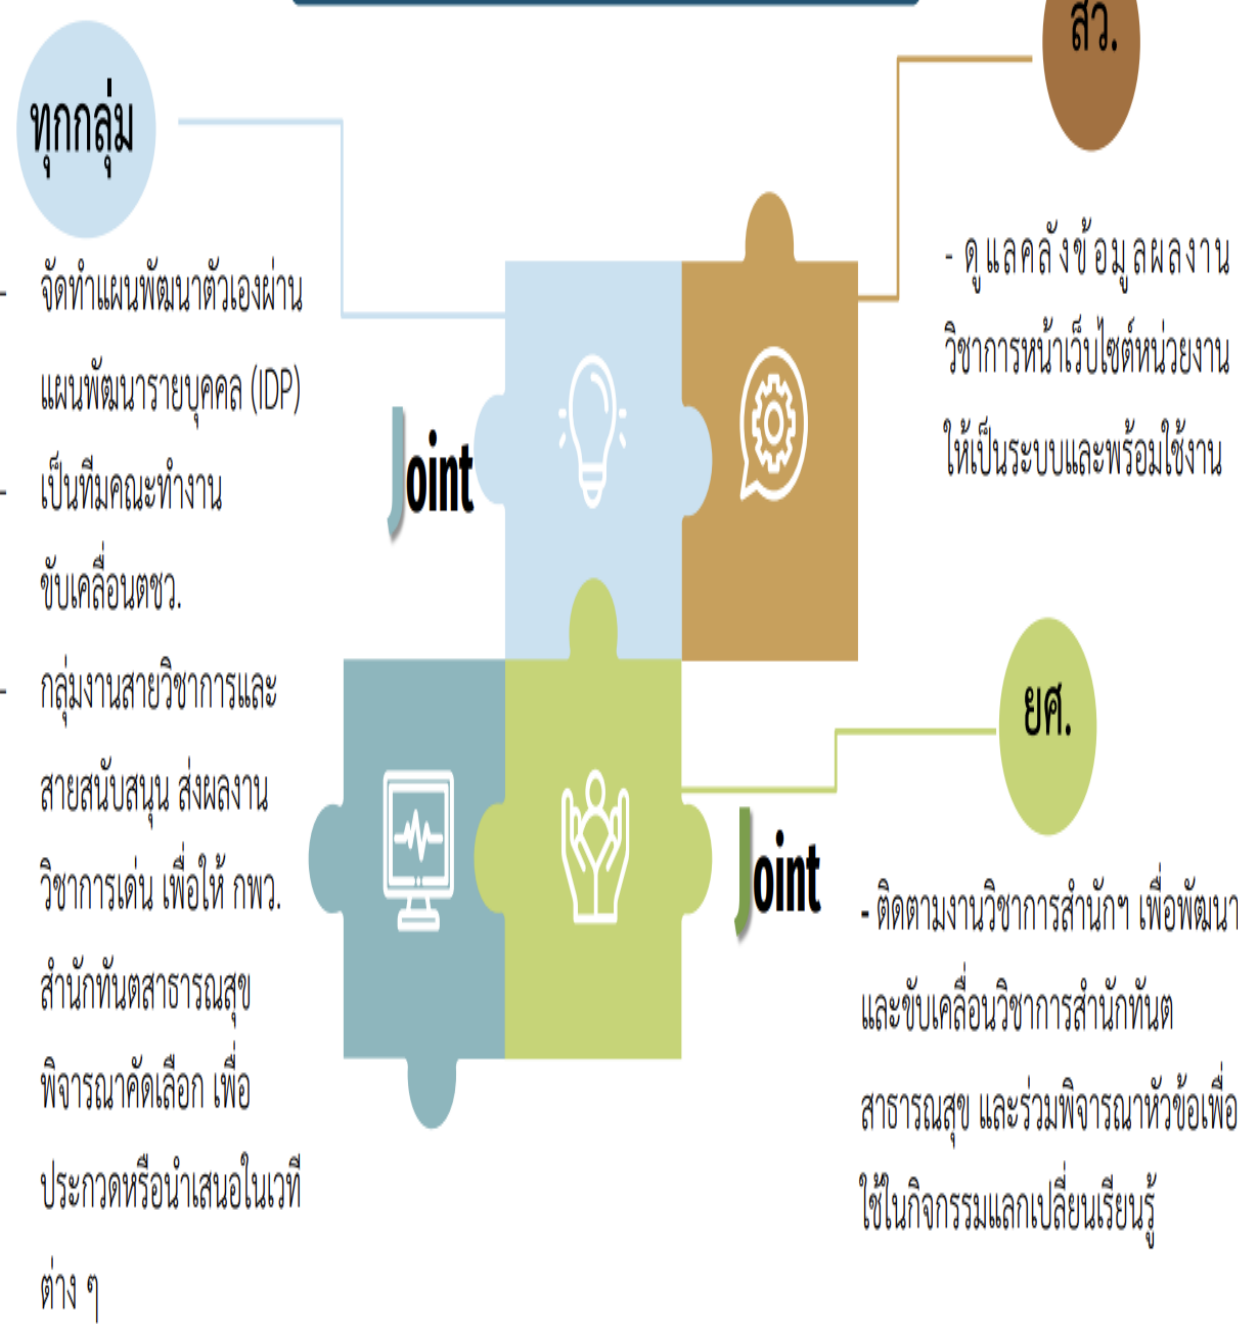 ทุกกลุ่ม
- จัดทำแผนพัฒนาตัวเองผ่าน
แผนพัฒนารายบุคคล (IDP)
- เป็นทีมคณะทำงาน
ขับเคลื่อนตชว.
- กลุ่มงานสายวิชาการและ
สายสนับสนุน ส่งผลงาน
วิชาการเด่น เพื่อให้ กพว.
สำนักทันตสาธารณสุข
พิจารณาคัดเลือก เพื่อ
ประกวดหรือนำเสนอในเวที
ต่าง ๆ
Joint
สว.
- ดูแลคลังข้อมูลผลงาน
วิชาการหน้าเว็บไซต์หน่วยงาน
ให้เป็นระบบและพร้อมใช้งาน
ยศ.
Joint
- ติดตามงานวิชาการสำนักฯ เพื่อพัฒนา
และขับเคลื่อนวิชาการสำนักทันต
สาธารณสุข และร่วมพิจารณาหัวข้อเพื่อ
ใช้ในกิจกรรมแลกเปลี่ยนเรียนรู้